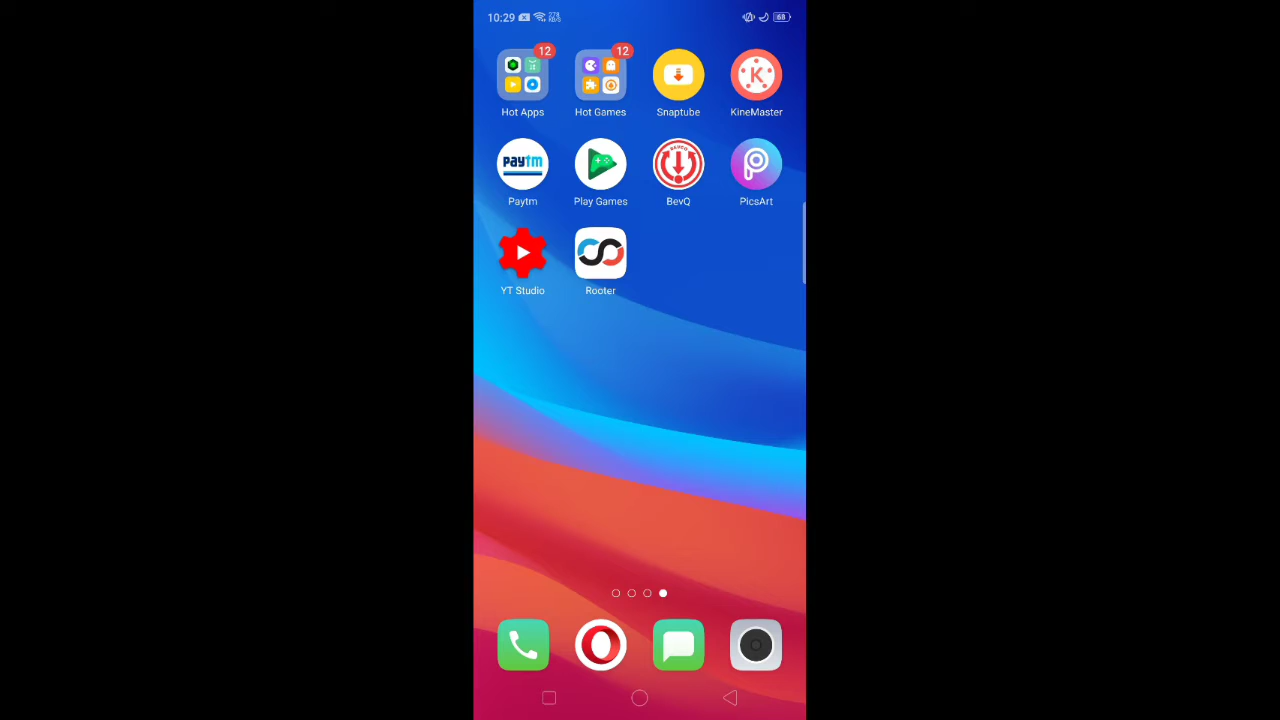 10:29
68
12
12
Hot Apps
Hot Games
Snaptube
K
KineMaster
paytm
Paytm
Play Games
BevQ
PicsArt
YT Studio
Rooter